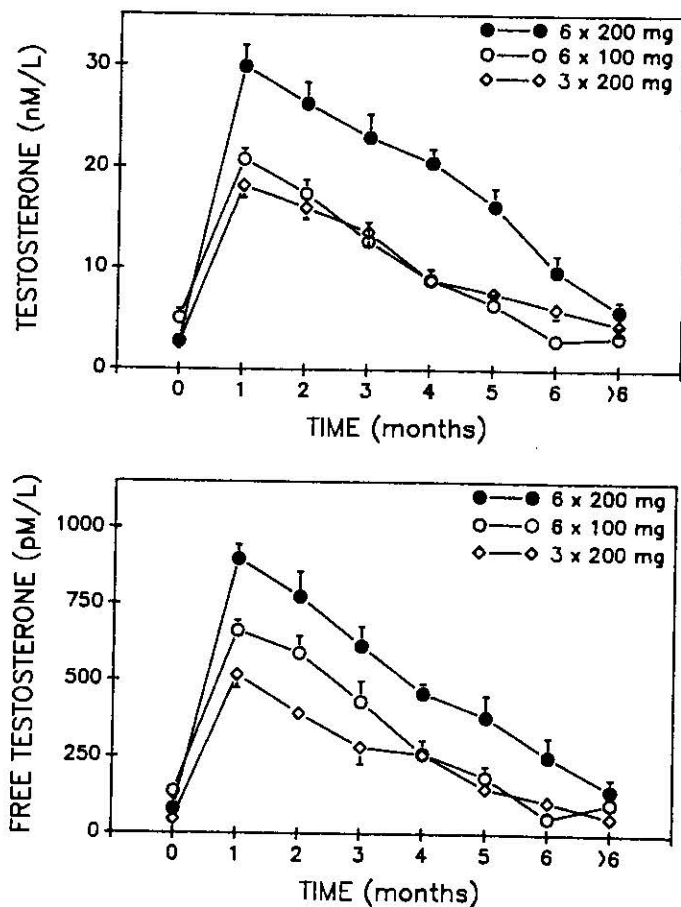 6 x 200 mg
6 x 100 mg
3 x 200 mg
TESTOSTERONE (nM/L)
30
20
10
0
0 1 2 3 4 5 6 >6
TIME (months)
6 x 200 mg
6 x 100 mg
3 x 200 mg
FREE TESTOSTERONE (pM/L)
1000
750
500
250
0
0 1 2 3 4 5 6 >6
TIME (months)